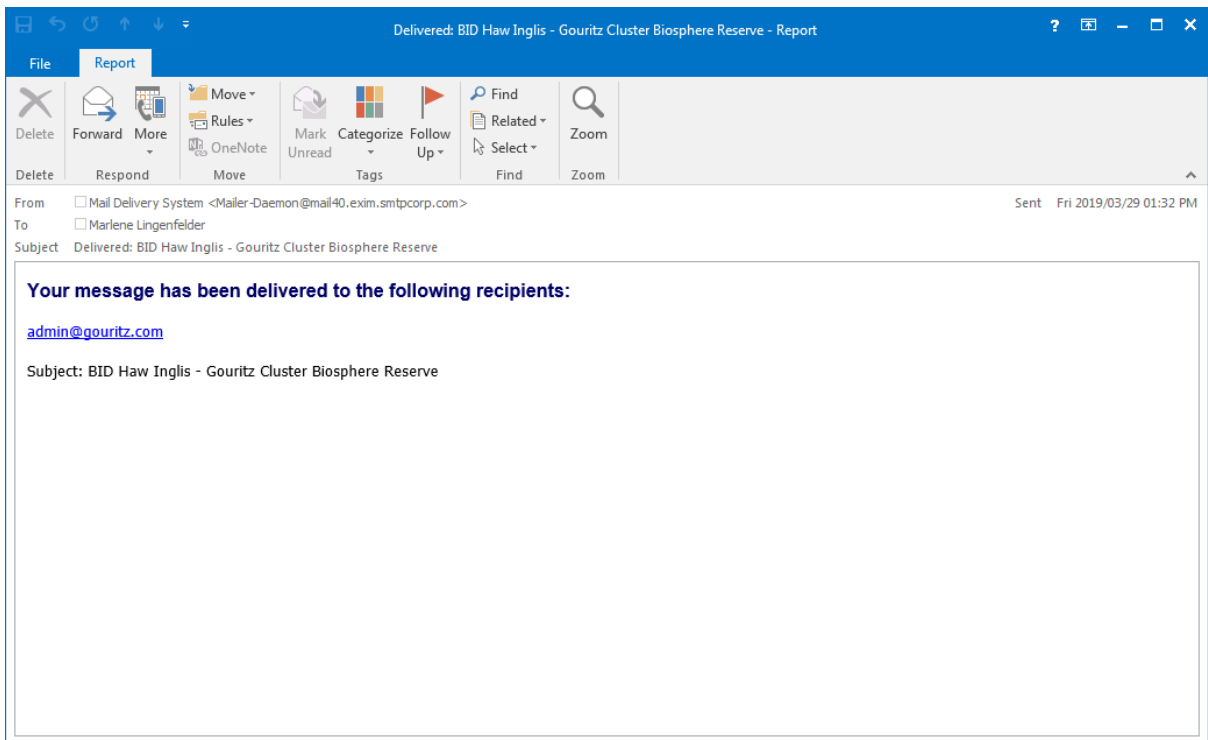 Delivered: BID Haw Inglis - Gouritz Cluster Biosphere Reserve - Report
?
File Report
Delete Forward More Move Rules OneNote Mark Unread Categorize Follow Up Find Related Select Zoom
Delete Respond Move Tags Find Zoom
From Mail Delivery System <Mailer-Daemon@mail40.exim.smtpcorp.com> Sent Fri 2019/03/29 01:32 PM
To Marlene Lingenfelder
Subject Delivered: BID Haw Inglis - Gouritz Cluster Biosphere Reserve
Your message has been delivered to the following recipients:
admin@gouritz.com
Subject: BID Haw Inglis - Gouritz Cluster Biosphere Reserve